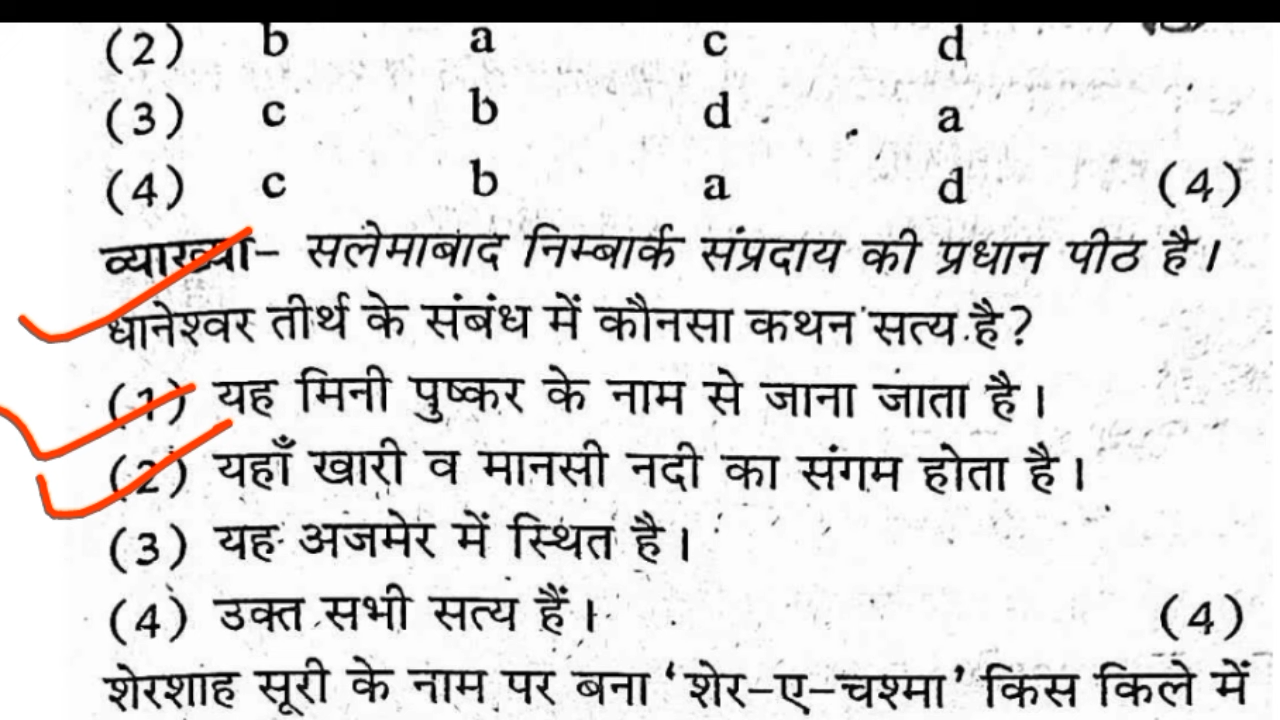 (2) b a c d
(3) c b d a
(4) c b a d (4)
व्याख्या– सलेमाबाद निम्बार्क संप्रदाय की प्रधान पीठ है।
धानेश्वर तीर्थ के संबंध में कौनसा कथन सत्य है?
(1) यह मिनी पुष्कर के नाम से जाना जाता है।
(2) यहाँ खारी व मानसी नदी का संगम होता है।
(3) यह अजमेर में स्थित है।
(4) उक्त सभी सत्य हैं। (4)
शेरशाह सूरी के नाम पर बना ‘शेर-ए-चश्मा’ किस किले में